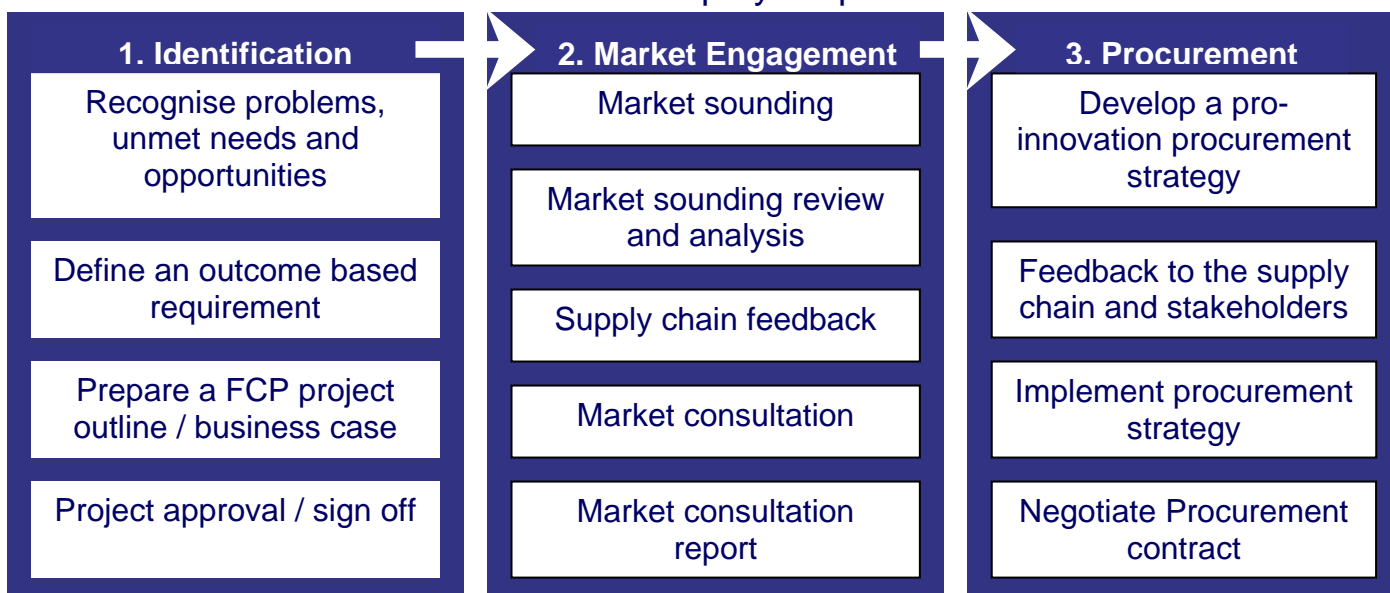 1. Identification
Recognise problems,
unmet needs and
opportunities
Define an outcome based
requirement
Prepare a FCP project
outline / business case
Project approval / sign off
2. Market Engagement
Market sounding
Market sounding review
and analysis
Supply chain feedback
Market consultation
Market consultation
report
3. Procurement
Develop a pro-
innovation procurement
strategy
Feedback to the supply
chain and stakeholders
Implement procurement
strategy
Negotiate Procurement
contract